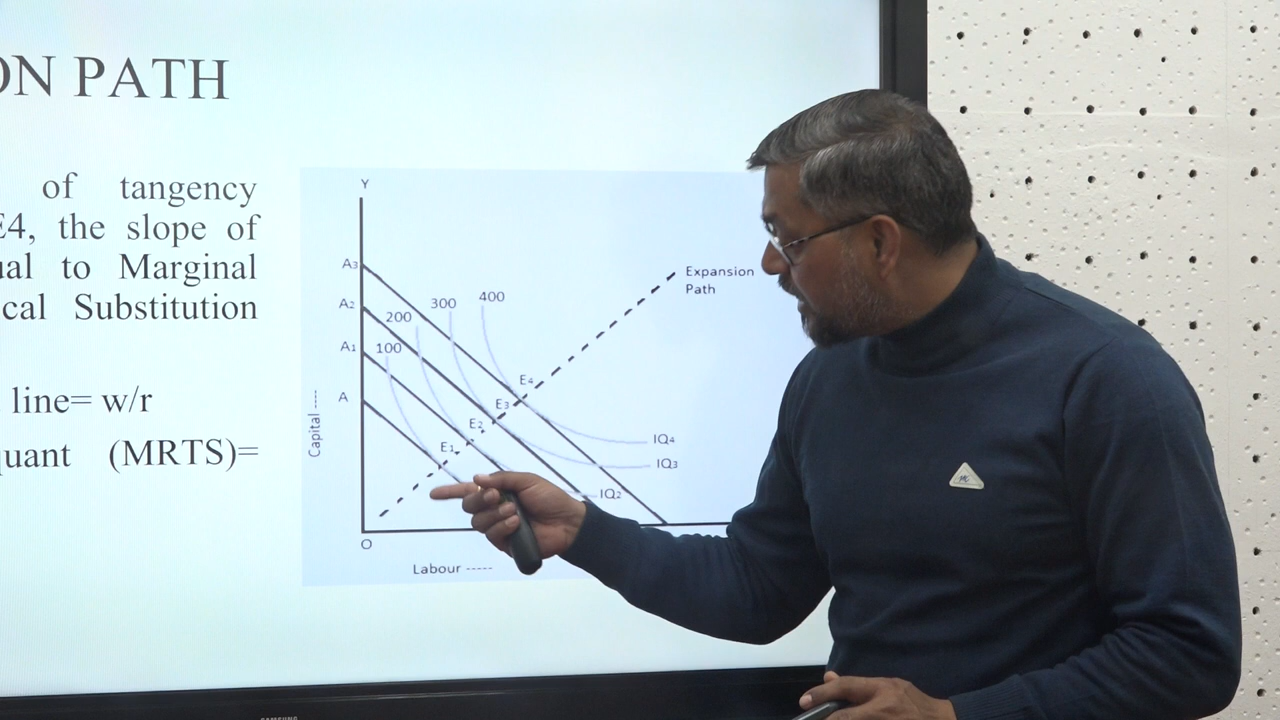 ON PATH
of tangency
E4, the slope of
ual to Marginal
cal Substitution
line= w/r
quant (MRTS)=
Y
A3
A2
A1
A
Capital ----
O
Labour -----
100
200
300
400
E1
E2
E3
E4
Expansion
Path
IQ4
IQ3
IQ2
SAMSUNG